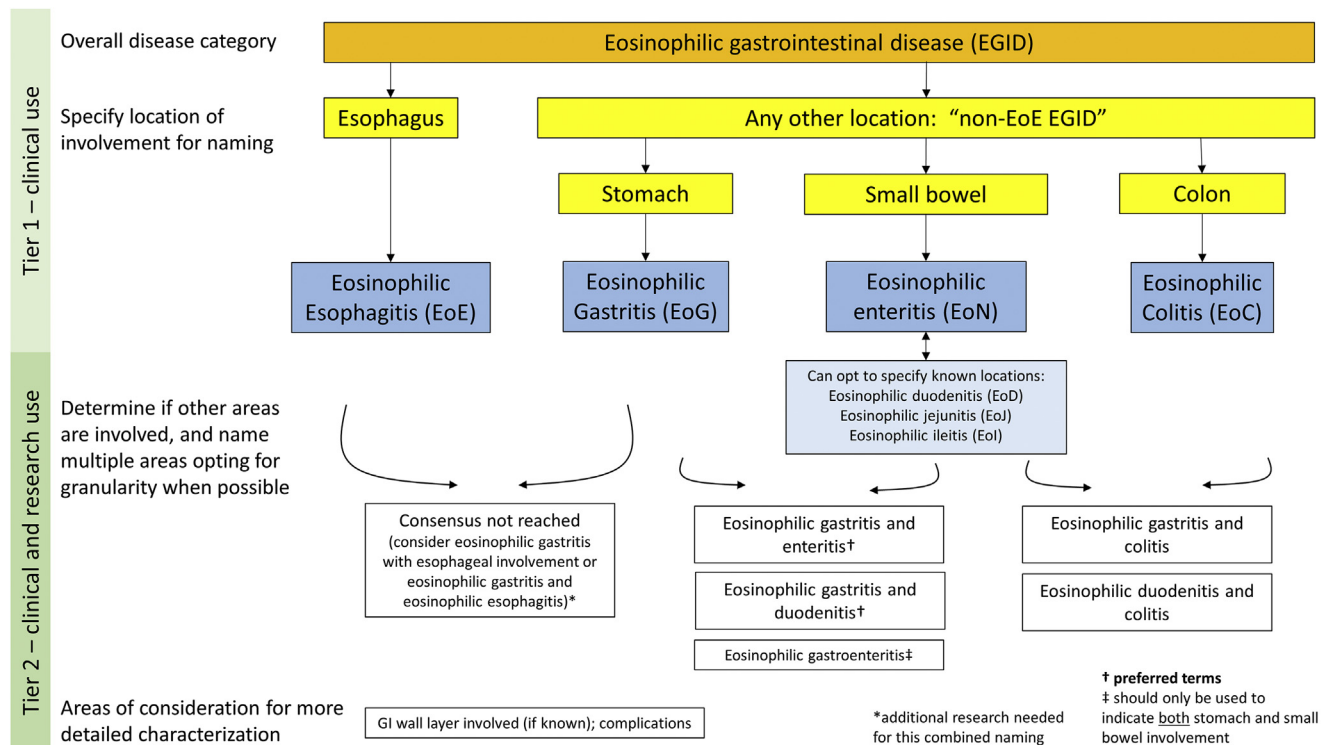 Tier 1 – clinical use
Overall disease category
Eosinophilic gastrointestinal disease (EGID)
Specify location of
involvement for naming
Esophagus
Any other location: “non-EoE EGID”
Stomach
Small bowel
Colon
Eosinophilic
Esophagitis (EoE)
Eosinophilic
Gastritis (EoG)
Eosinophilic
enteritis (EoN)
Eosinophilic
Colitis (EoC)
Tier 2 – clinical and research use
Can opt to specify known locations:
Eosinophilic duodenitis (EoD)
Eosinophilic jejunitis (EoJ)
Eosinophilic ileitis (EoI)
Determine if other areas
are involved, and name
multiple areas opting for
granularity when possible
Consensus not reached
(consider eosinophilic gastritis
with esophageal involvement or
eosinophilic gastritis and
eosinophilic esophagitis)*
Eosinophilic gastritis and
enteritis†
Eosinophilic gastritis and
duodenitis†
Eosinophilic gastroenteritis‡
Eosinophilic gastritis and
colitis
Eosinophilic duodenitis and
colitis
Areas of consideration for more
detailed characterization
GI wall layer involved (if known); complications
*additional research needed
for this combined naming
† preferred terms
‡ should only be used to
indicate both stomach and small
bowel involvement